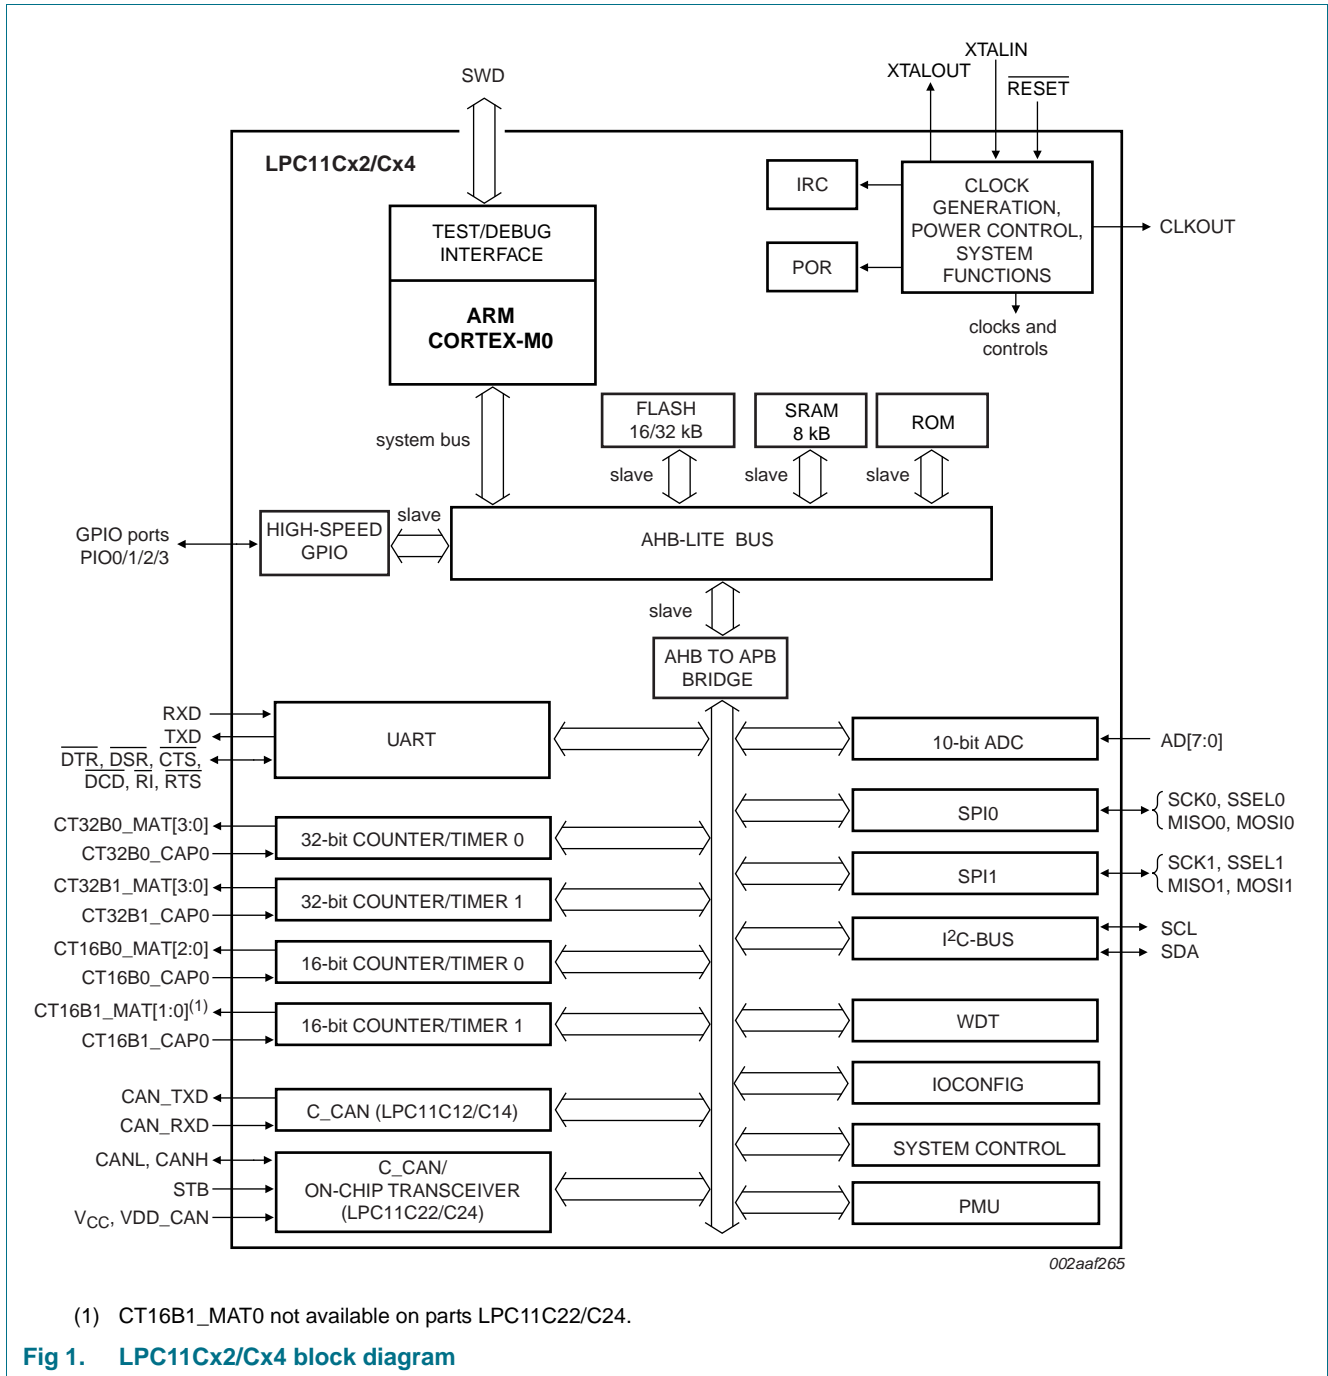 SWD
XTALIN
XTALOUT
RESET
LPC11Cx2/Cx4
IRC
POR
CLOCK
GENERATION,
POWER CONTROL,
SYSTEM
FUNCTIONS
CLKOUT
clocks and
controls
TEST/DEBUG
INTERFACE
ARM
CORTEX-M0
system bus
FLASH
16/32 kB
SRAM
8 kB
ROM
slave
slave
slave
GPIO ports
PIO0/1/2/3
HIGH-SPEED
GPIO
slave
AHB-LITE BUS
slave
AHB TO APB
BRIDGE
RXD
TXD
DTR, DSR, CTS,
DCD, RI, RTS
UART
CT32B0_MAT[3:0]
CT32B0_CAP0
32-bit COUNTER/TIMER 0
CT32B1_MAT[3:0]
CT32B1_CAP0
32-bit COUNTER/TIMER 1
CT16B0_MAT[2:0]
CT16B0_CAP0
16-bit COUNTER/TIMER 0
CT16B1_MAT[1:0](1)
CT16B1_CAP0
16-bit COUNTER/TIMER 1
CAN_TXD
CAN_RXD
C_CAN (LPC11C12/C14)
CANL, CANH
STB
VCC, VDD_CAN
C_CAN/
ON-CHIP TRANSCEIVER
(LPC11C22/C24)
10-bit ADC
AD[7:0]
SPI0
SCK0, SSEL0
MISO0, MOSI0
SPI1
SCK1, SSEL1
MISO1, MOSI1
I2C-BUS
SCL
SDA
WDT
IOCONFIG
SYSTEM CONTROL
PMU
002aaf265
(1) CT16B1_MAT0 not available on parts LPC11C22/C24.
Fig 1. LPC11Cx2/Cx4 block diagram